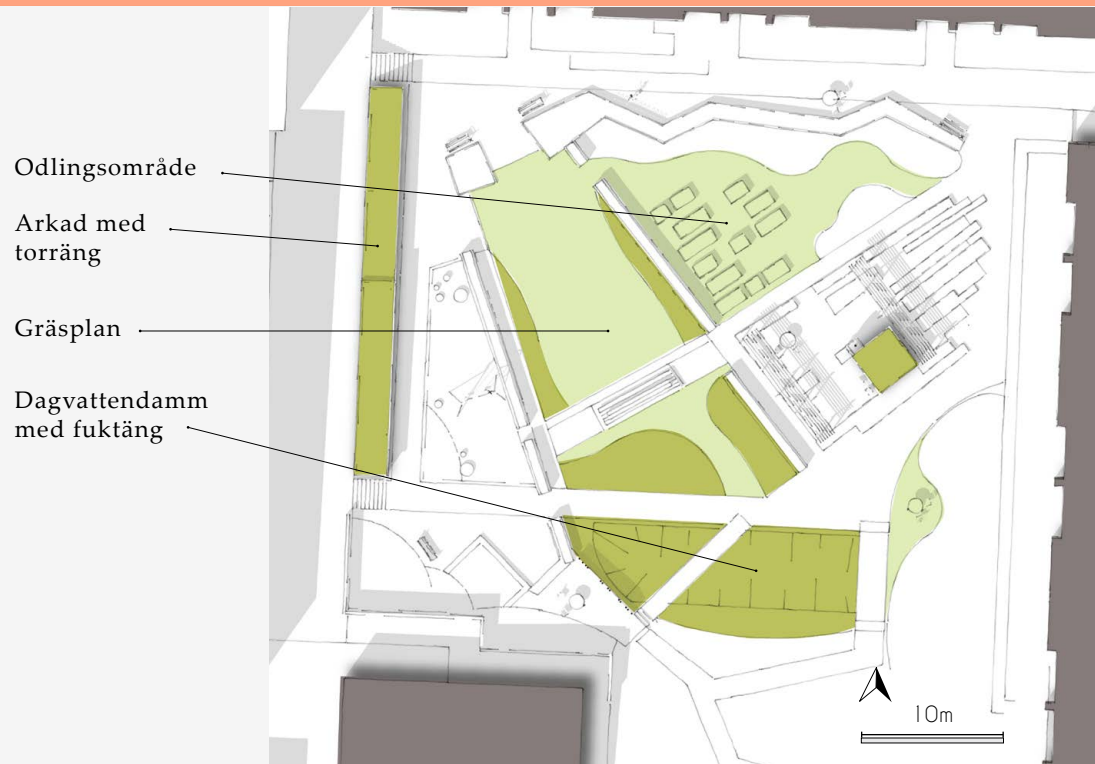 Odlingsområde
Arkad med
torräng
Gräsplan
Dagvattendamm
med fuktäng
10m